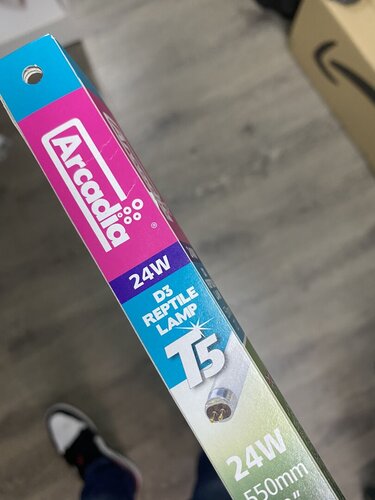 Arcadia
®
24W
D3
REPTILE
LAMP
T5
24W
550mm